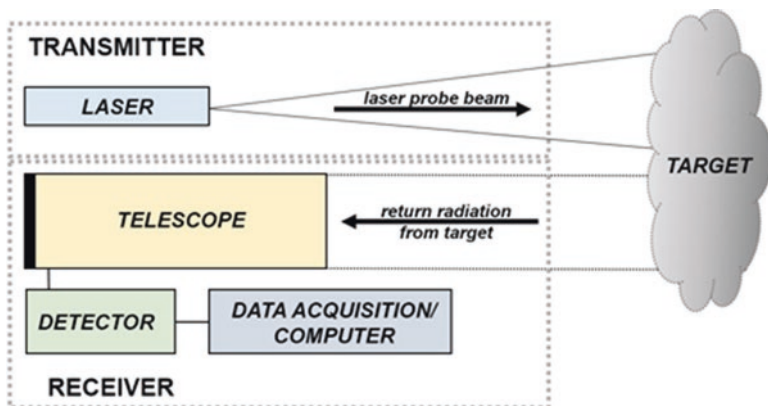 TRANSMITTER
LASER
laser probe beam
TARGET
TELESCOPE
return radiation
from target
DETECTOR
DATA ACQUISITION/
COMPUTER
RECEIVER